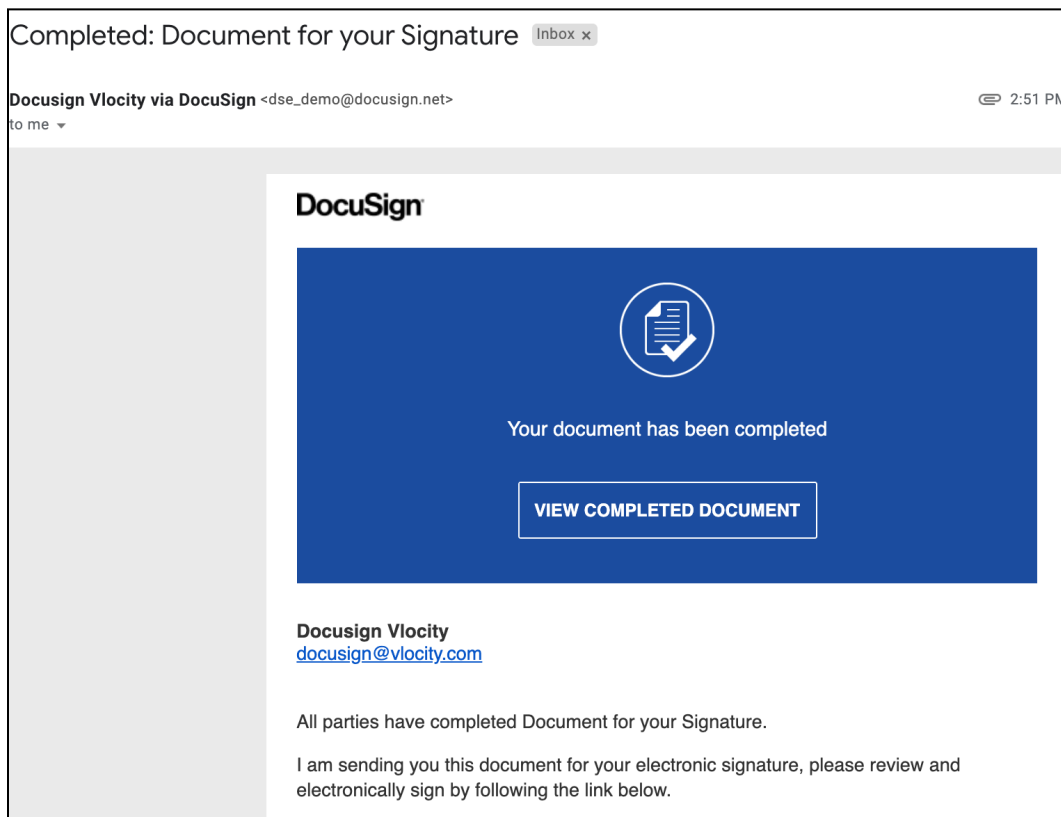 Completed: Document for your Signature Inbox x
Docusign Vlocity via DocuSign <dse_demo@docusign.net> 2:51 PM
to me
DocuSign
Your document has been completed
VIEW COMPLETED DOCUMENT
Docusign Vlocity
docusign@vlocity.com
All parties have completed Document for your Signature.
I am sending you this document for your electronic signature, please review and
electronically sign by following the link below.